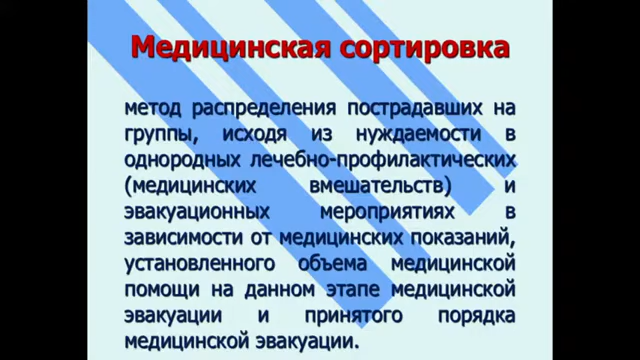 Медицинская сортировка
метод распределения пострадавших на
группы, исходя из нуждаемости в
однородных лечебно-профилактических
(медицинских вмешательств) и
эвакуационных мероприятиях в
зависимости от медицинских показаний,
установленного объема медицинской
помощи на данном этапе медицинской
эвакуации и принятого порядка
медицинской эвакуации.